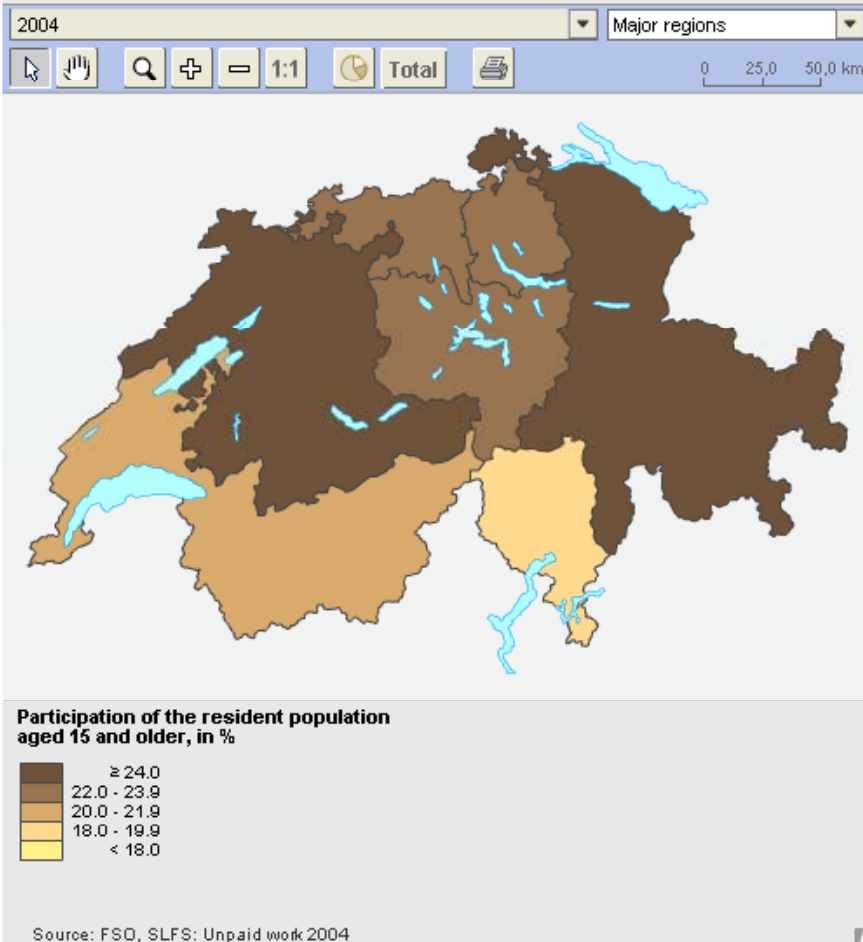 2004
Major regions
1:1
Total
0 25,0 50,0 km
Participation of the resident population
aged 15 and older, in %
≥ 24.0
22.0 - 23.9
20.0 - 21.9
18.0 - 19.9
< 18.0
Source: FSO, SLFS: Unpaid work 2004